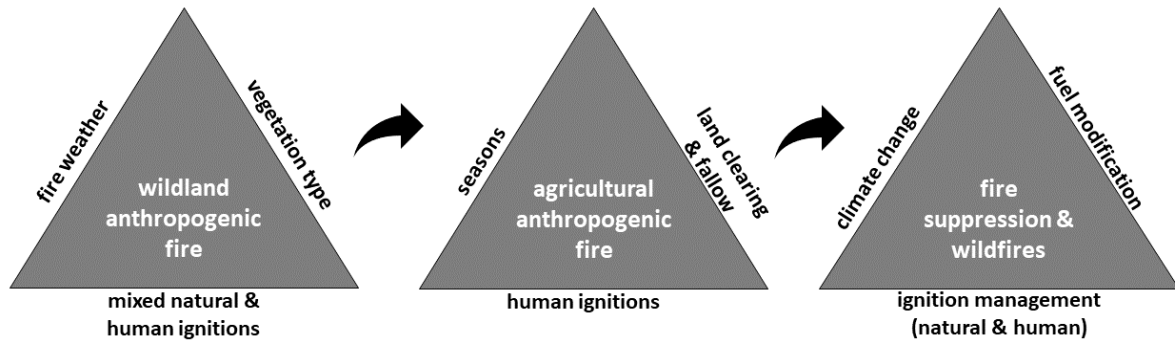 fire weather
vegetation type
wildland
anthropogenic
fire
mixed natural &
human ignitions
seasons
land clearing
& fallow
agricultural
anthropogenic
fire
human ignitions
climate change
fuel modification
fire
suppression &
wildfires
ignition management
(natural & human)